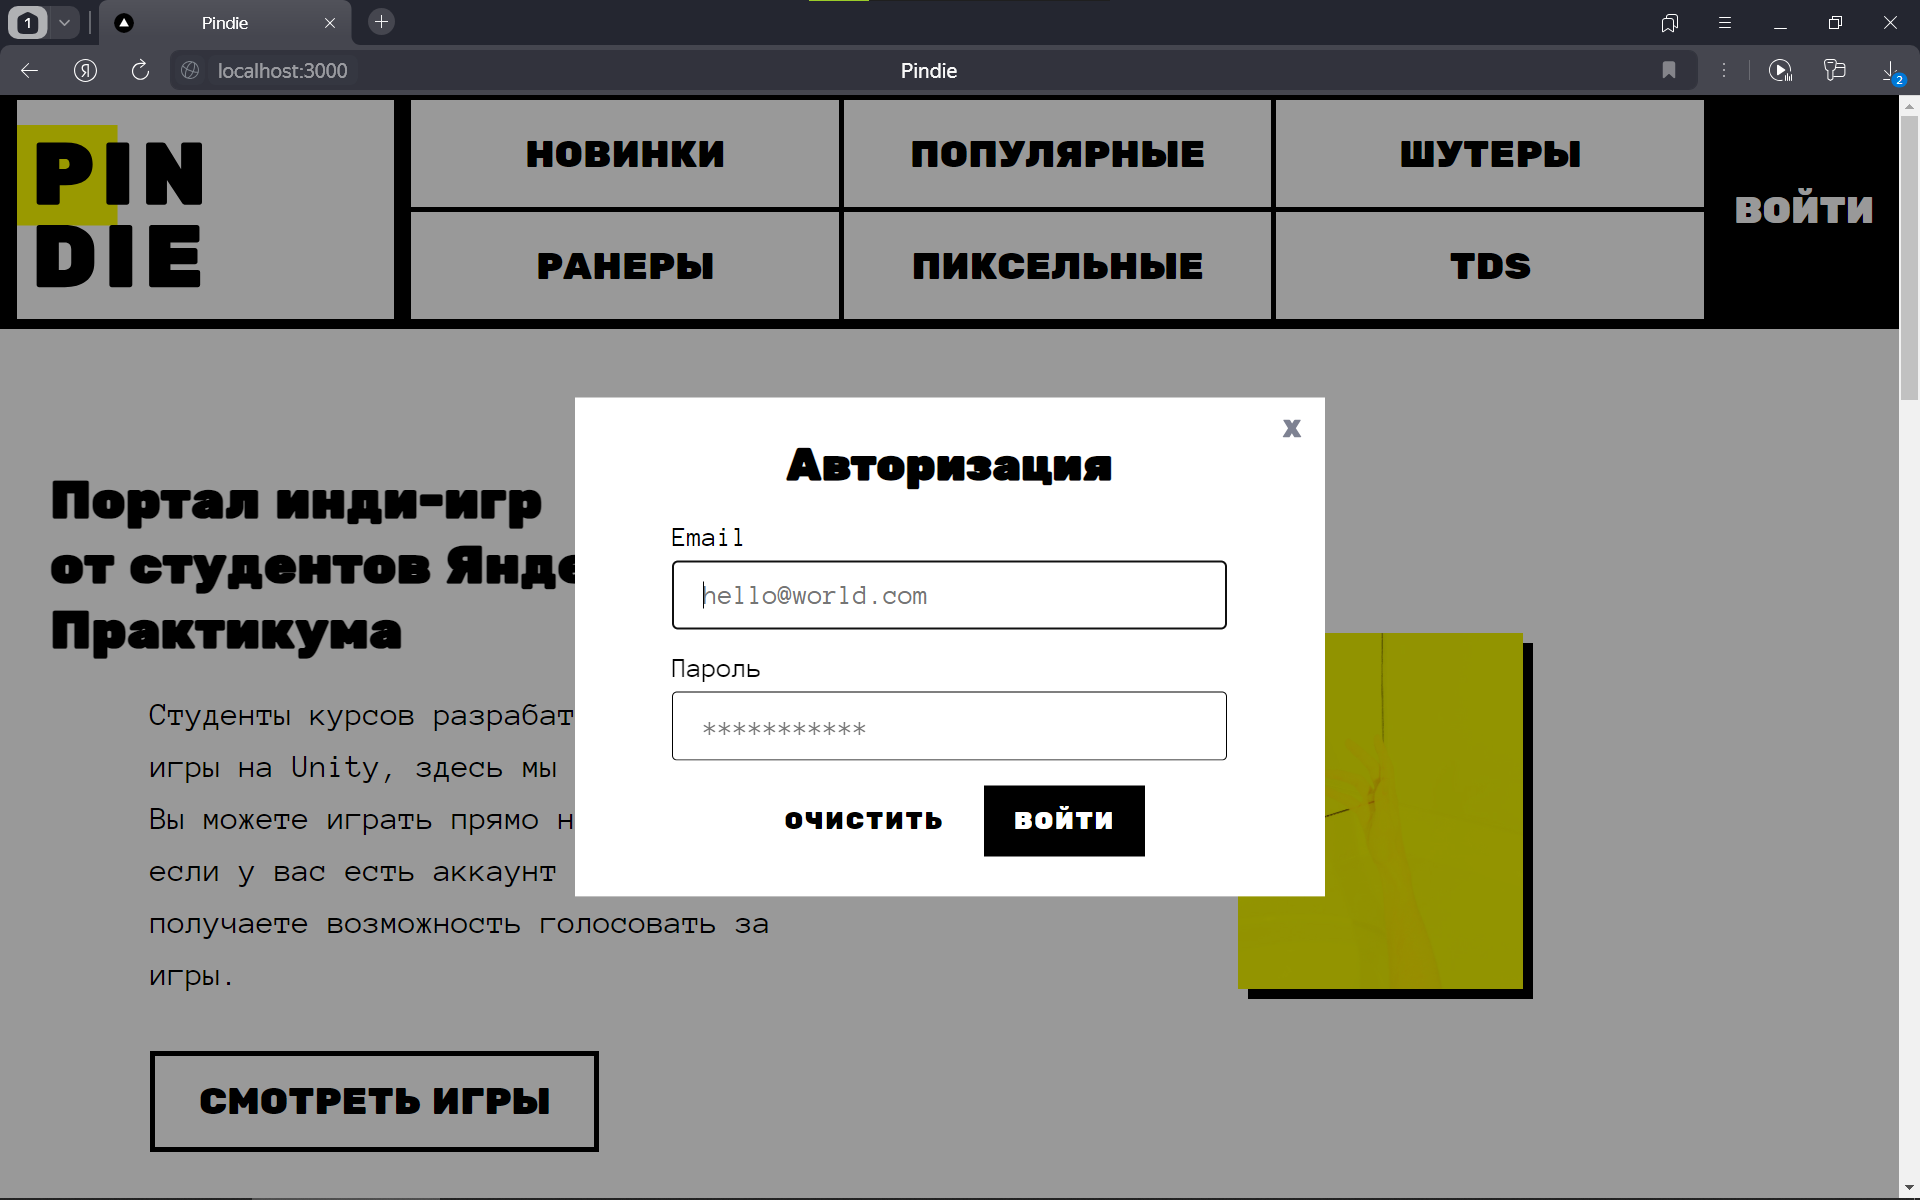 1
Pindie
localhost:3000
Pindie
2
PIN
DIE
НОВИНКИ
ПОПУЛЯРНЫЕ
ШУТЕРЫ
РАНЕРЫ
ПИКСЕЛЬНЫЕ
TDS
ВОЙТИ
Портал инди-игр
от студентов Янде
Практикума
Студенты курсов разрабат
игры на Unity, здесь мы
Вы можете играть прямо н
если у вас есть аккаунт
получаете возможность голосовать за
игры.
СМОТРЕТЬ ИГРЫ
X
Авторизация
Email
hello@world.com
Пароль
***********
ОЧИСТИТЬ
ВОЙТИ